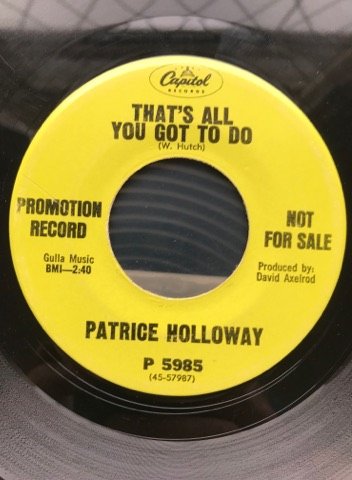 Capitol
RECORDS
THAT'S ALL
YOU GOT TO DO
(W. Hutch)
PROMOTION
RECORD
NOT
FOR SALE
Gulla Music
BMI—2:40
Produced by:
David Axelrod
PATRICE HOLLOWAY
P 5985
(45-57987)